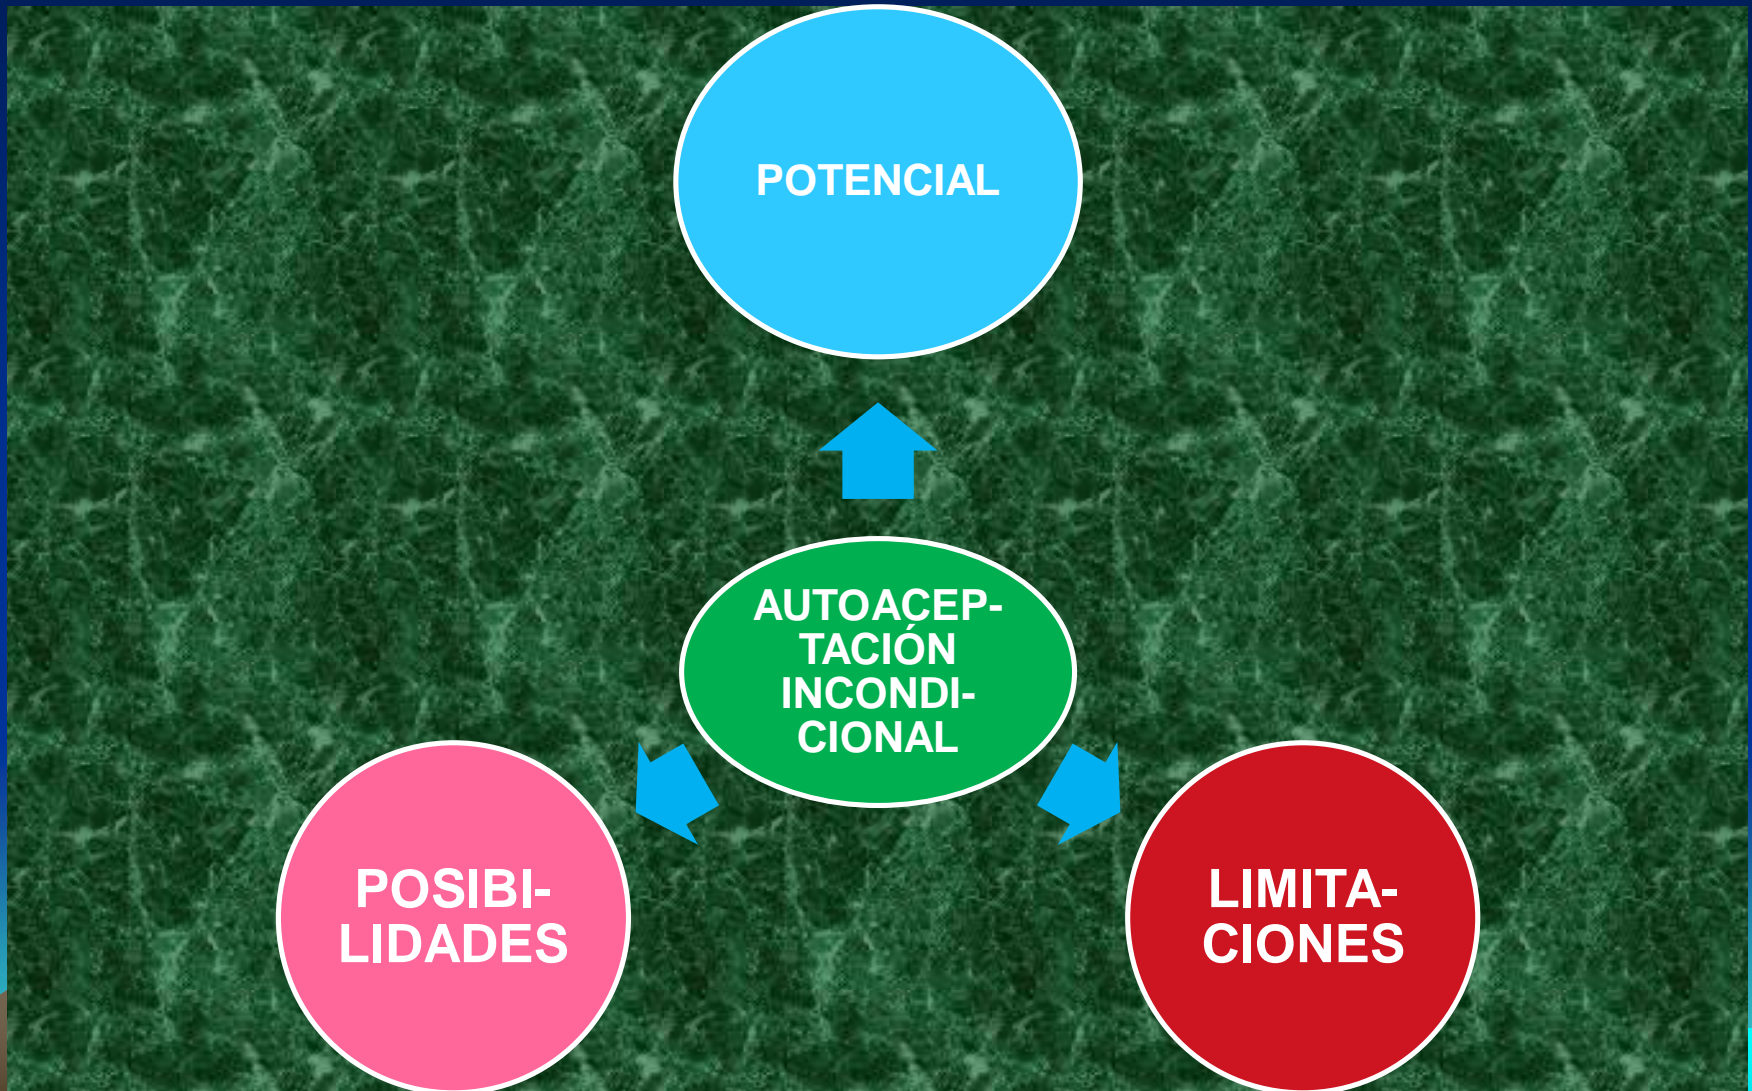 POTENCIAL
AUTOACEP-
TACIÓN
INCONDI-
CIONAL
POSIBI-
LIDADES
LIMITA-
CIONES